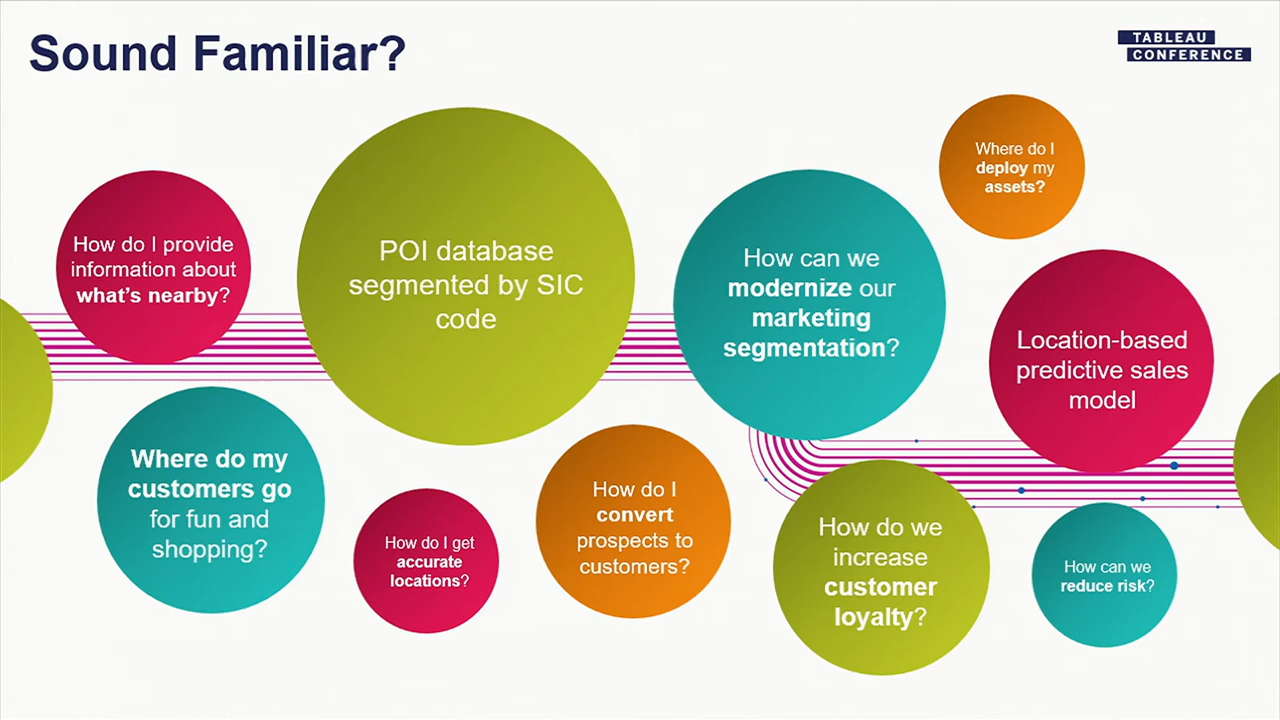 Sound Familiar?
TABLEAU
CONFERENCE
Where do I
deploy my
assets?
How do I provide
information about
what's nearby?
POI database
segmented by SIC
code
How can we
modernize our
marketing
segmentation?
Location-based
predictive sales
model
Where do my
customers go
for fun and
shopping?
How do I get
accurate
locations?
How do I
convert
prospects to
customers?
How do we
increase
customer
loyalty?
How can we
reduce risk?